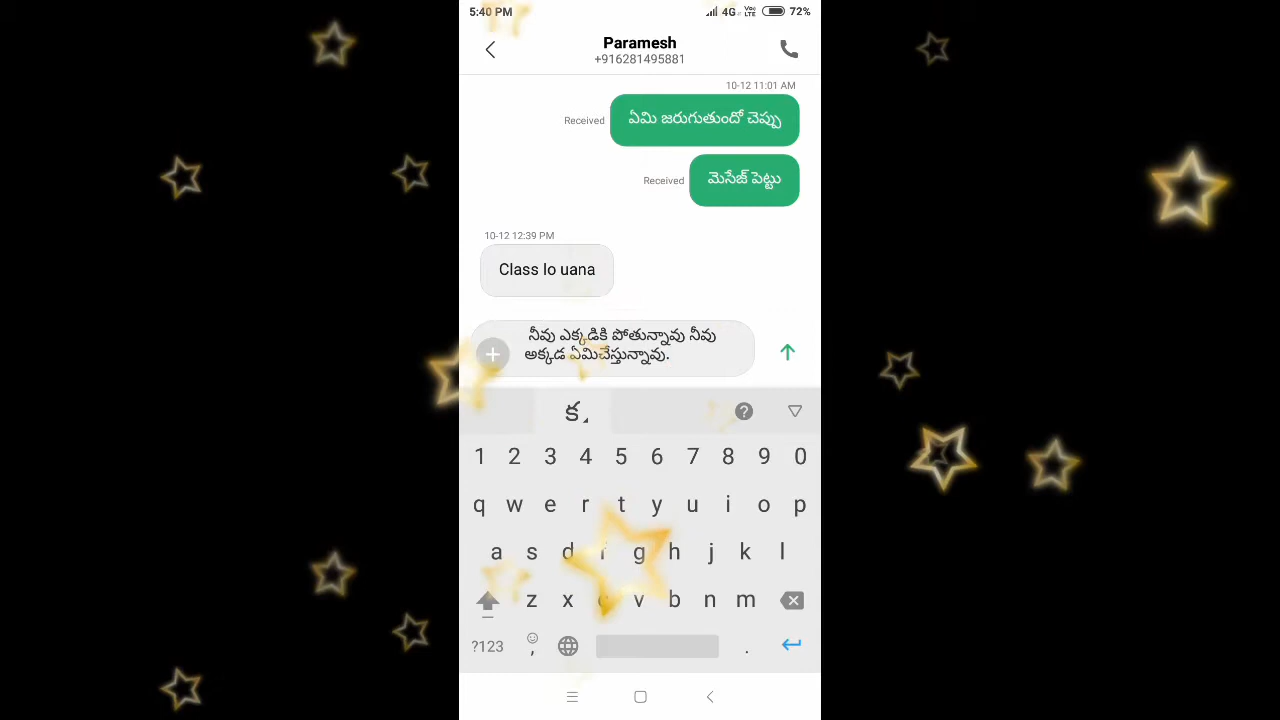 5:40 PM 4G Vo LTE 72%
Paramesh
+916281495881
10-12 11:01 AM
Received ఏమి జరుగుతుందో చెప్పు
Received మెసేజ్ పెట్టు
10-12 12:39 PM
Class lo uana
నీవు ఎక్కడికి పోతున్నావు నీవు
అక్కడ ఏమిచేస్తున్నావు.
క
1 2 3 4 5 6 7 8 9 0
q w e r t y u i o p
a s d f g h j k l
z x c v b n m
?123 , .